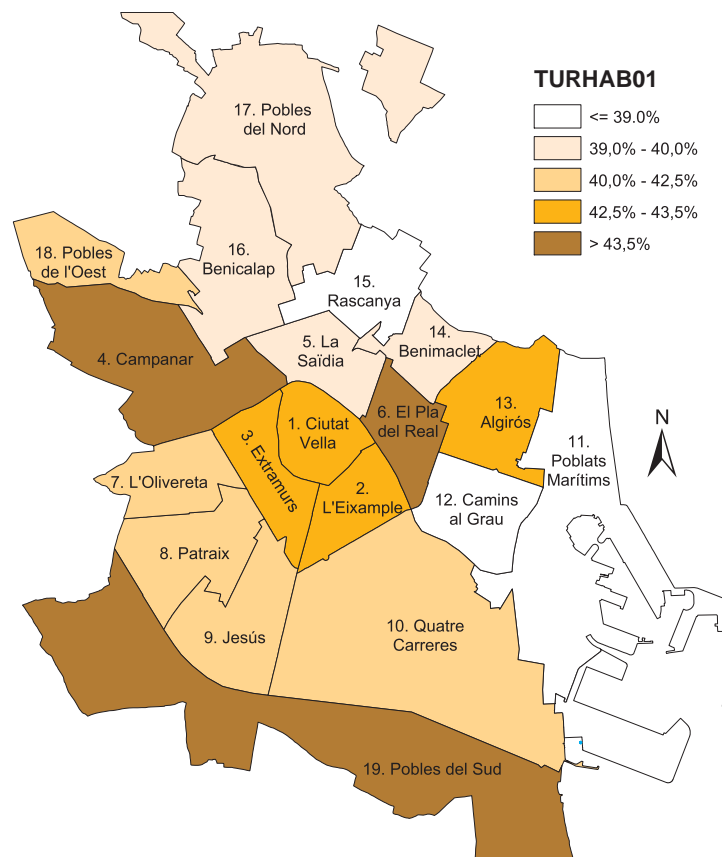 TURHAB01
<= 39.0%
39,0% - 40,0%
40,0% - 42,5%
42,5% - 43,5%
> 43,5%
17. Pobles
del Nord
18. Pobles
de l'Oest
16.
Benicalap
15.
Rascanya
14.
Benimaclet
5. La
Saïdia
4. Campanar
6. El Pla
del Real
13.
Algirós
1. Ciutat
Vella
3. Extramurs
N
11.
Poblats
Marítims
7. L'Olivereta
2.
L'Eixample
12. Camins
al Grau
8. Patraix
9. Jesús
10. Quatre
Carreres
19. Pobles del Sud